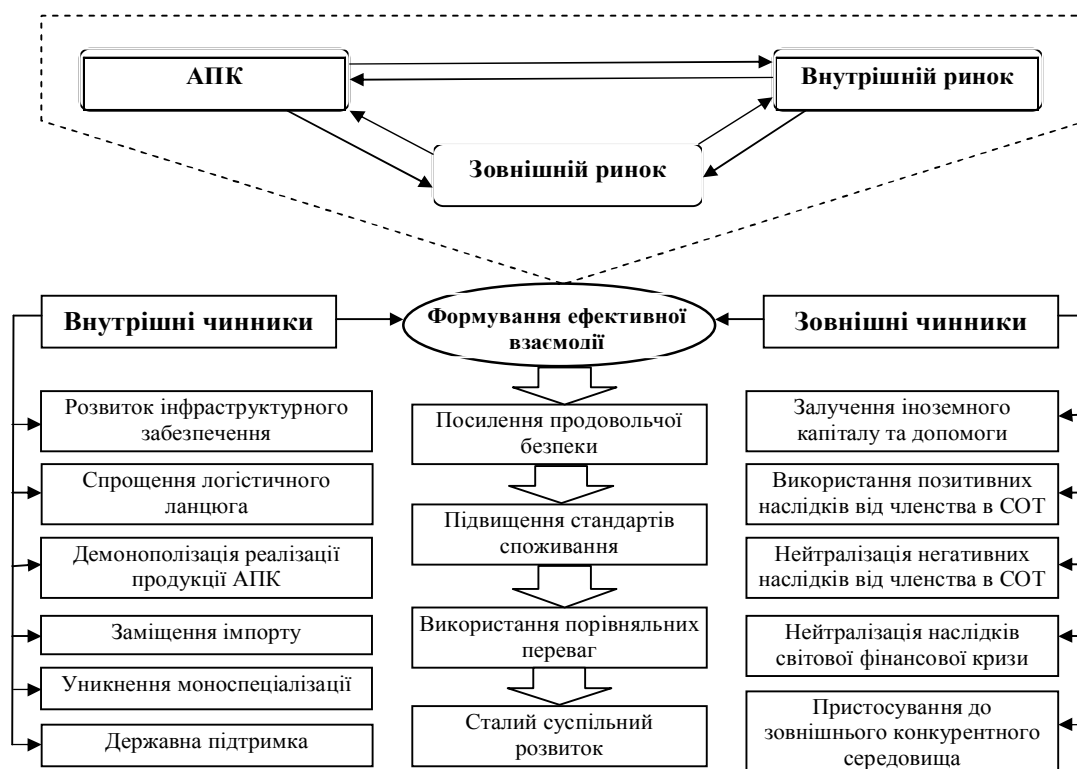 АПК
Внутрішній ринок
Зовнішній ринок
Внутрішні чинники
Формування ефективної
взаємодії
Зовнішні чинники
Розвиток інфраструктурного
забезпечення
Спрощення логістичного
ланцюга
Демонополізація реалізації
продукції АПК
Заміщення імпорту
Уникнення моноспеціалізації
Державна підтримка
Посилення продовольчої
безпеки
Підвищення стандартів
споживання
Використання порівняльних
переваг
Сталий суспільний
розвиток
Залучення іноземного
капіталу та допомоги
Використання позитивних
наслідків від членства в СОТ
Нейтралізація негативних
наслідків від членства в СОТ
Нейтралізація наслідків
світової фінансової кризи
Пристосування до
зовнішнього конкурентного
середовища